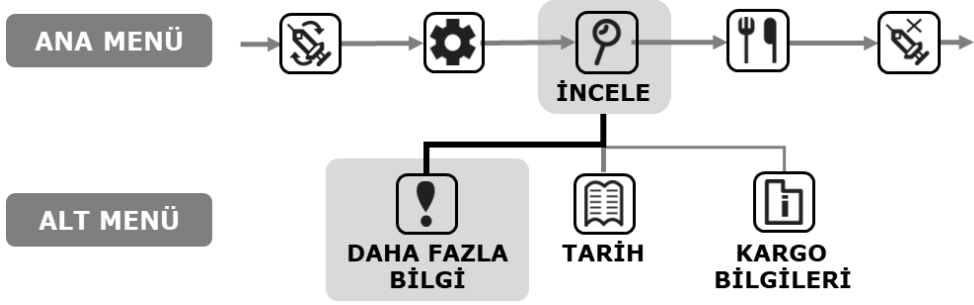 ANA MENÜ
İNCELE
ALT MENÜ
DAHA FAZLA
BİLGİ
TARİH
KARGO
BİLGİLERİ